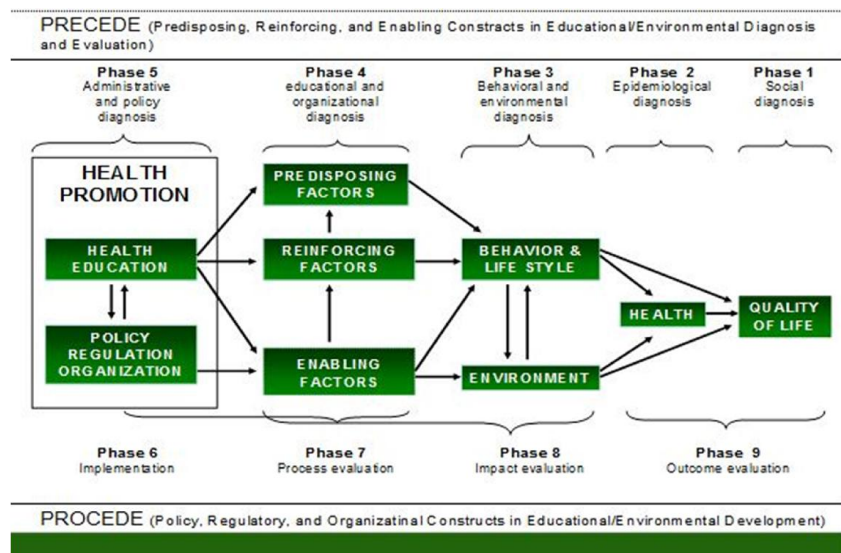 PRECEDE (Predisposing, Reinforcing, and Enabling Constructs in Educational/Environmental Diagnosis
and Evaluation)
Phase 5
Administrative
and policy
diagnosis
Phase 4
educational and
organizational
diagnosis
Phase 3
Behavioral and
environmental
diagnosis
Phase 2
Epidemiological
diagnosis
Phase 1
Social
diagnosis
HEALTH
PROMOTION
HEALTH
EDUCATION
POLICY
REGULATION
ORGANIZATION
PREDISPOSING
FACTORS
REINFORCING
FACTORS
ENABLING
FACTORS
BEHAVIOR &
LIFE STYLE
ENVIRONMENT
HEALTH
QUALITY
OF LIFE
Phase 6
Implementation
Phase 7
Process evaluation
Phase 8
Impact evaluation
Phase 9
Outcome evaluation
PROCEDE (Policy, Regulatory, and Organizatinal Constructs in Educational/Environmental Development)